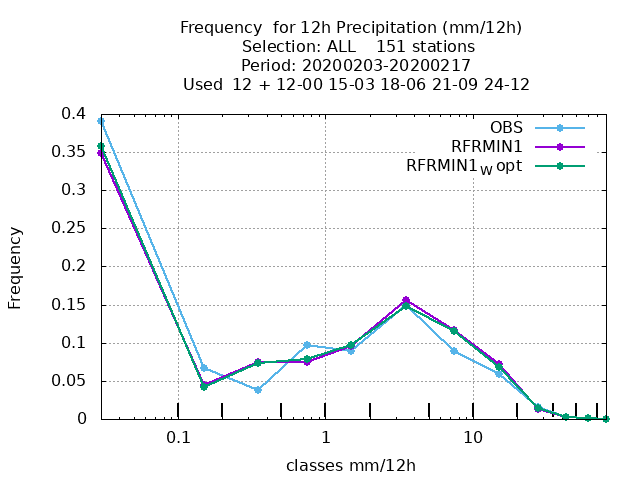 Frequency  for 12h Precipitation (mm/12h)
Selection: ALL    151 stations
Period: 20200203-20200217
Used  12 + 12-00 15-03 18-06 21-09 24-12
OBS
RFRMIN1
RFRMIN1W opt
0.4
0.35
0.3
0.25
0.2
0.15
0.1
0.05
0
Frequency
0.1 1 10
classes mm/12h